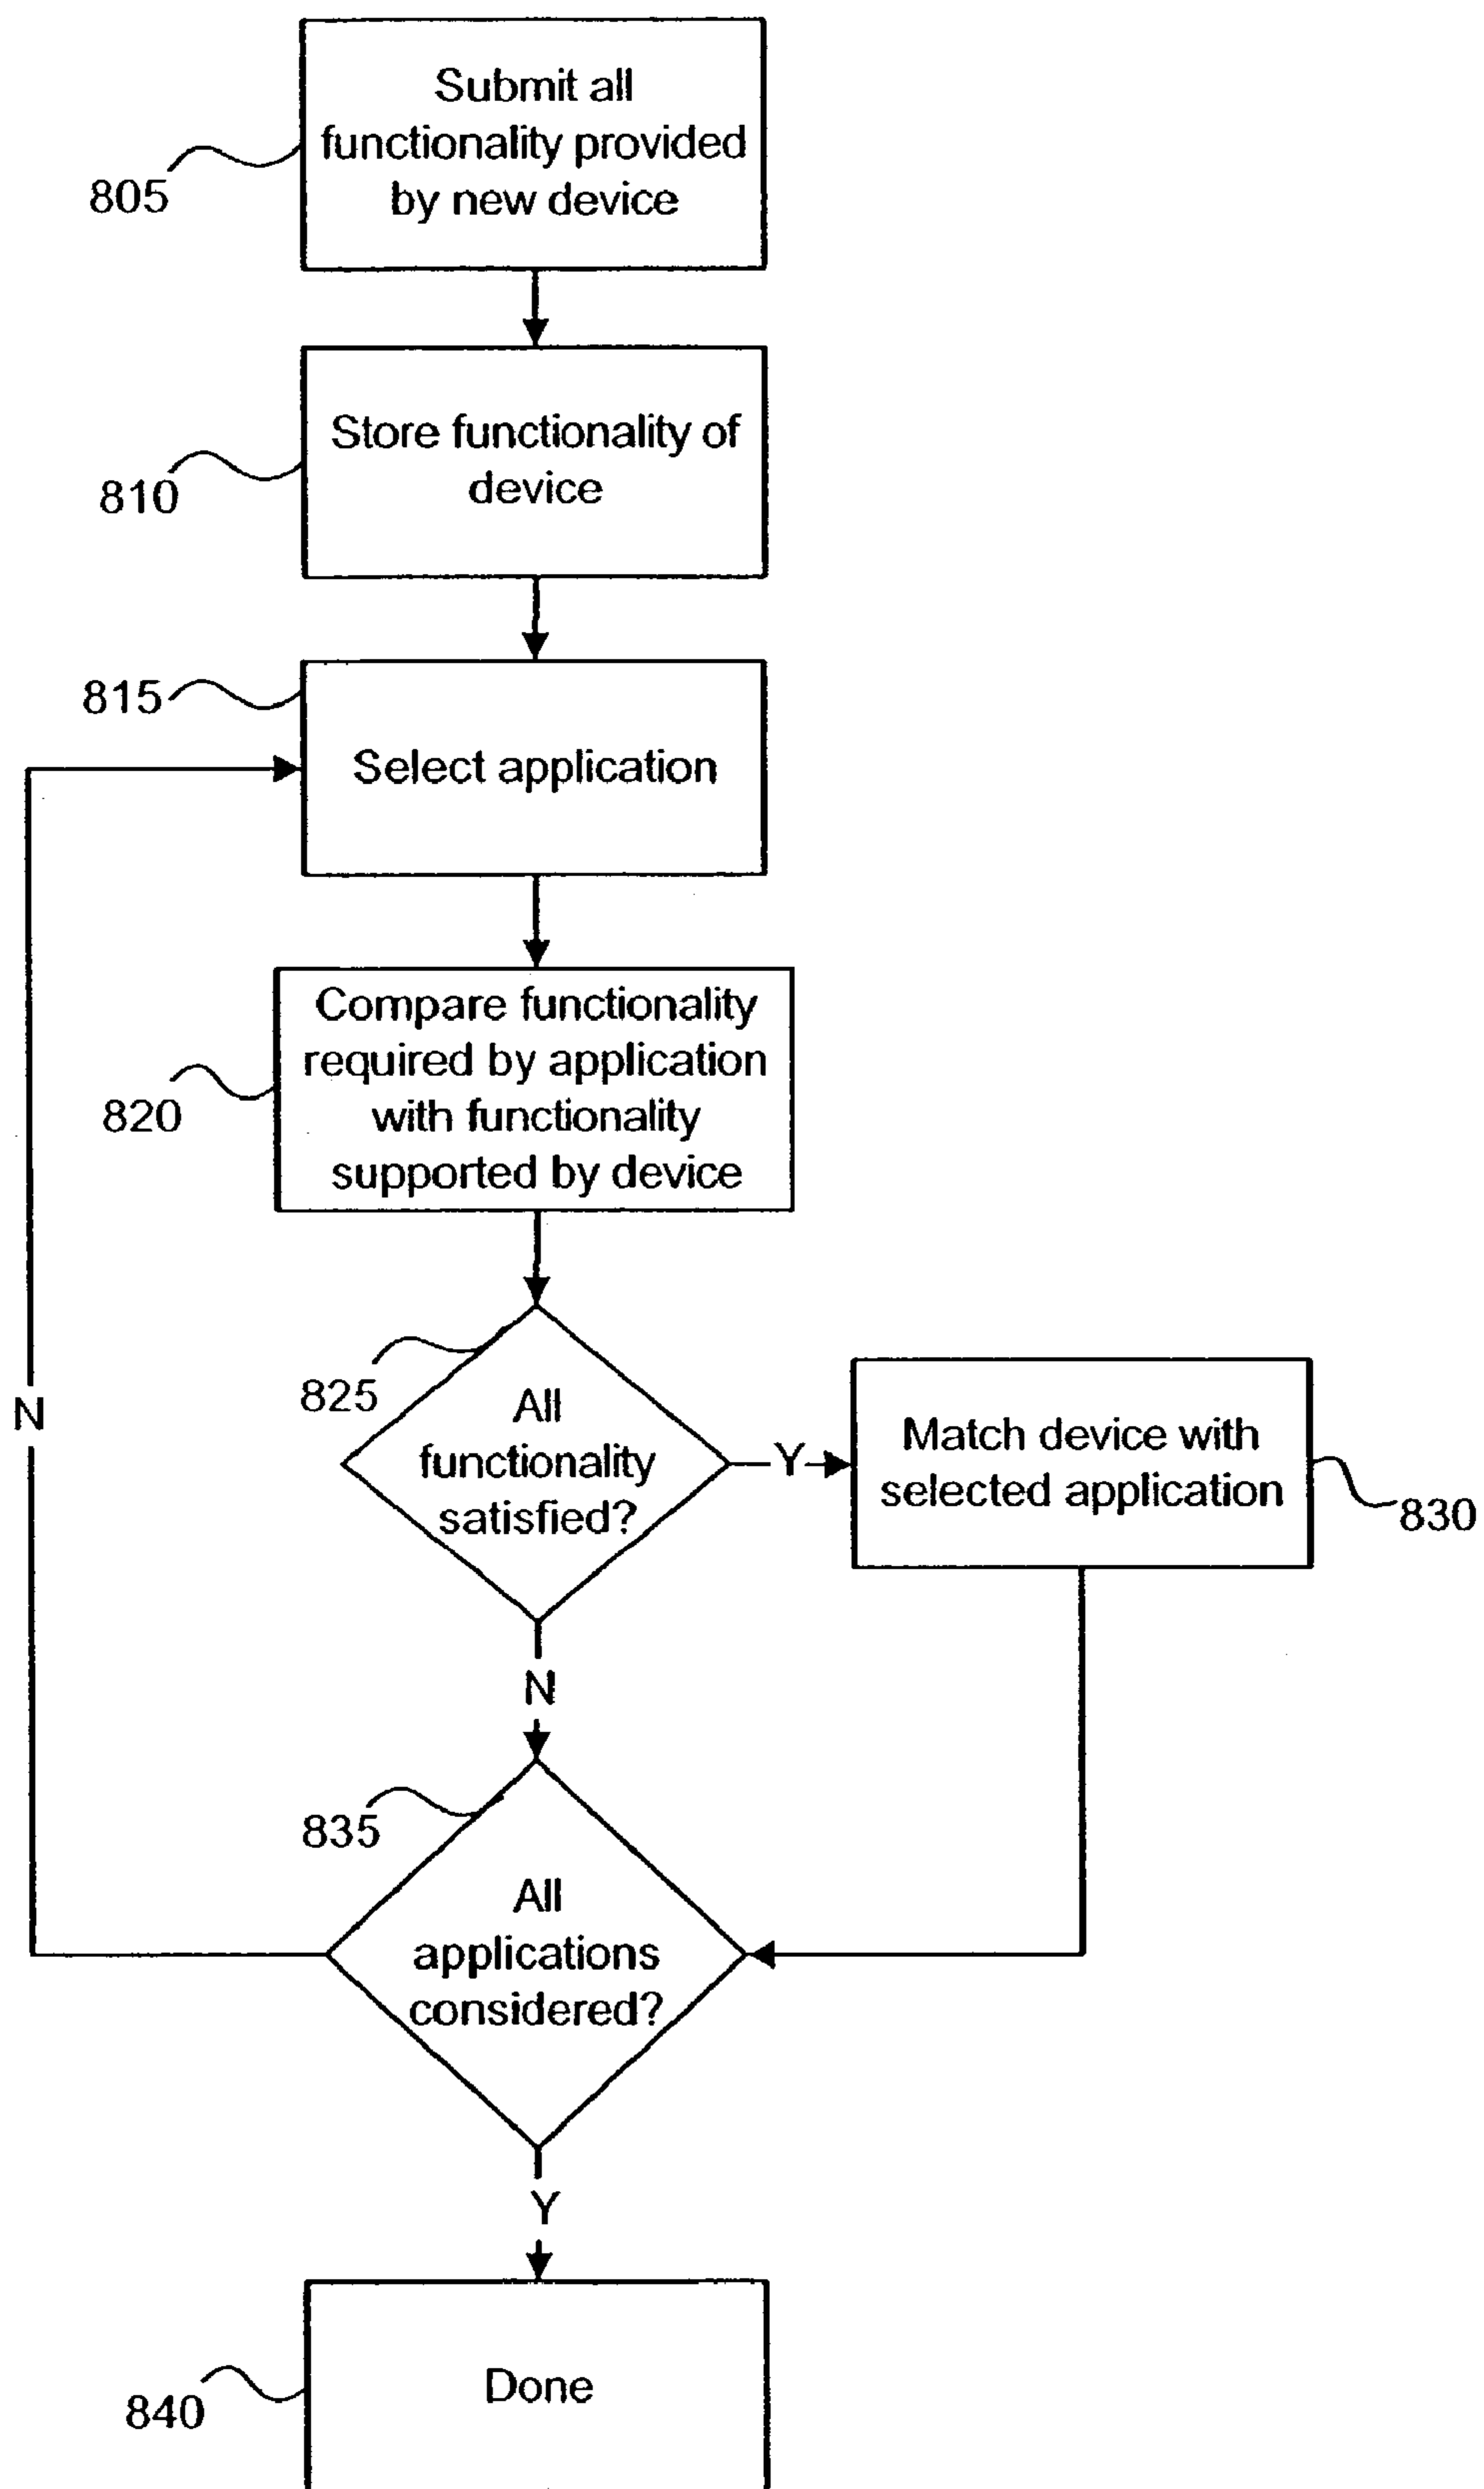 Submit all
functionality provided
by new device
805
Store functionality of
device
810
815
Select application
Compare functionality
required by application
with functionality
supported by device
820
825
All
functionality
satisfied?
Y
Match device with
selected application
830
N
N
835
All
applications
considered?
Y
Done
840